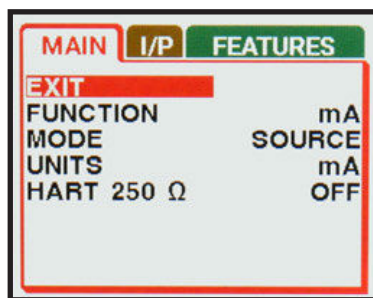 MAIN I/P FEATURES
EXIT
FUNCTION mA
MODE SOURCE
UNITS mA
HART 250 Ω OFF